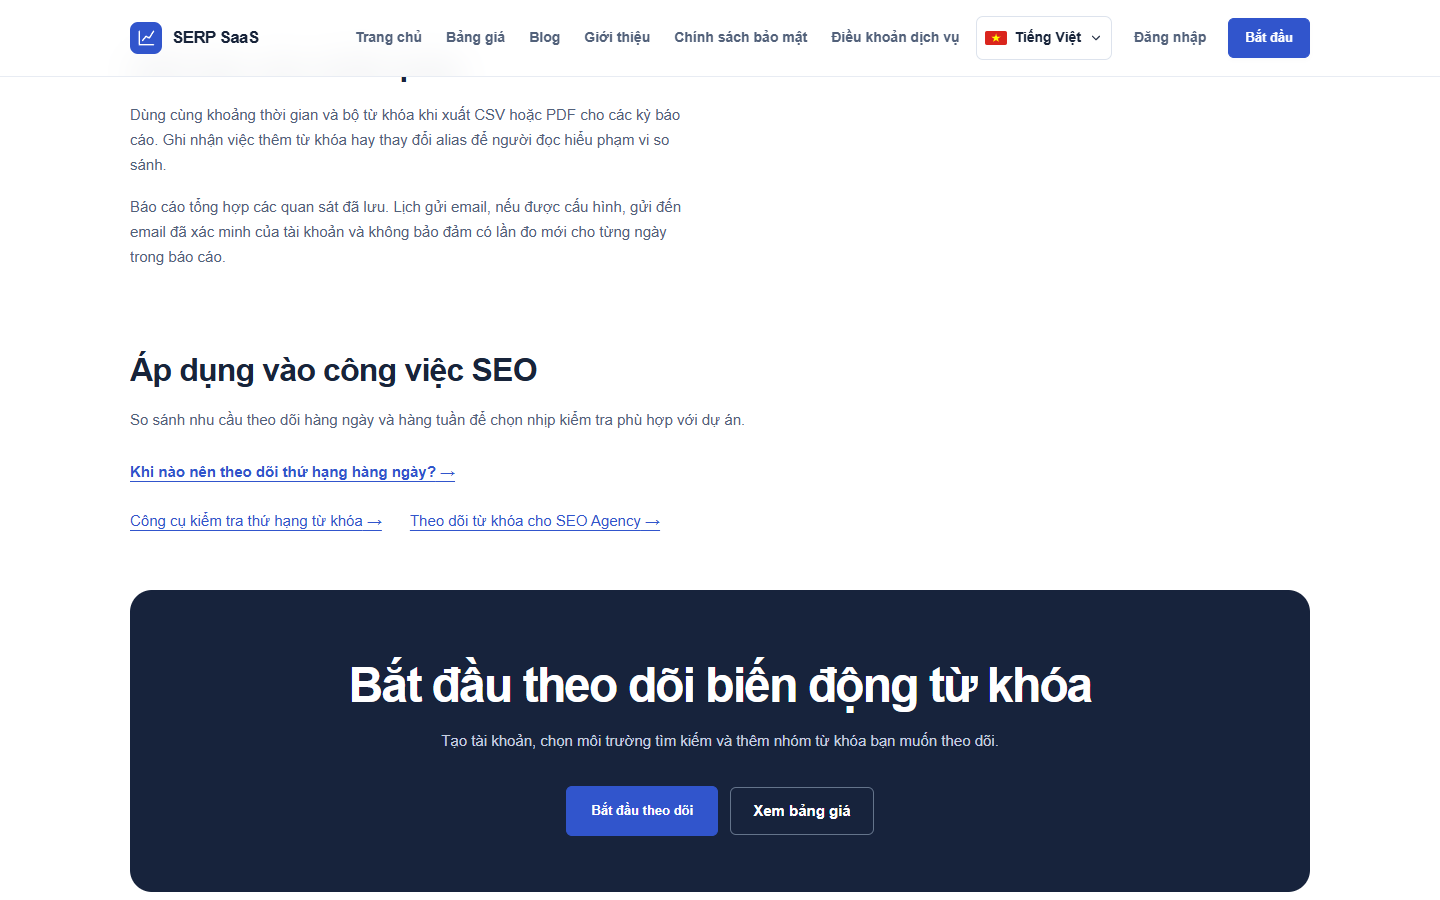 SERP SaaS
Trang chủ
Bảng giá
Blog
Giới thiệu
Chính sách bảo mật
Điều khoản dịch vụ
Tiếng Việt
Đăng nhập
Bắt đầu
Dùng cùng khoảng thời gian và bộ từ khóa khi xuất CSV hoặc PDF cho các kỳ báo
cáo. Ghi nhận việc thêm từ khóa hay thay đổi alias để người đọc hiểu phạm vi so
sánh.
Báo cáo tổng hợp các quan sát đã lưu. Lịch gửi email, nếu được cấu hình, gửi đến
email đã xác minh của tài khoản và không bảo đảm có lần đo mới cho từng ngày
trong báo cáo.
Áp dụng vào công việc SEO
So sánh nhu cầu theo dõi hàng ngày và hàng tuần để chọn nhịp kiểm tra phù hợp với dự án.
Khi nào nên theo dõi thứ hạng hàng ngày? →
Công cụ kiểm tra thứ hạng từ khóa →
Theo dõi từ khóa cho SEO Agency →
Bắt đầu theo dõi biến động từ khóa
Tạo tài khoản, chọn môi trường tìm kiếm và thêm nhóm từ khóa bạn muốn theo dõi.
Bắt đầu theo dõi
Xem bảng giá